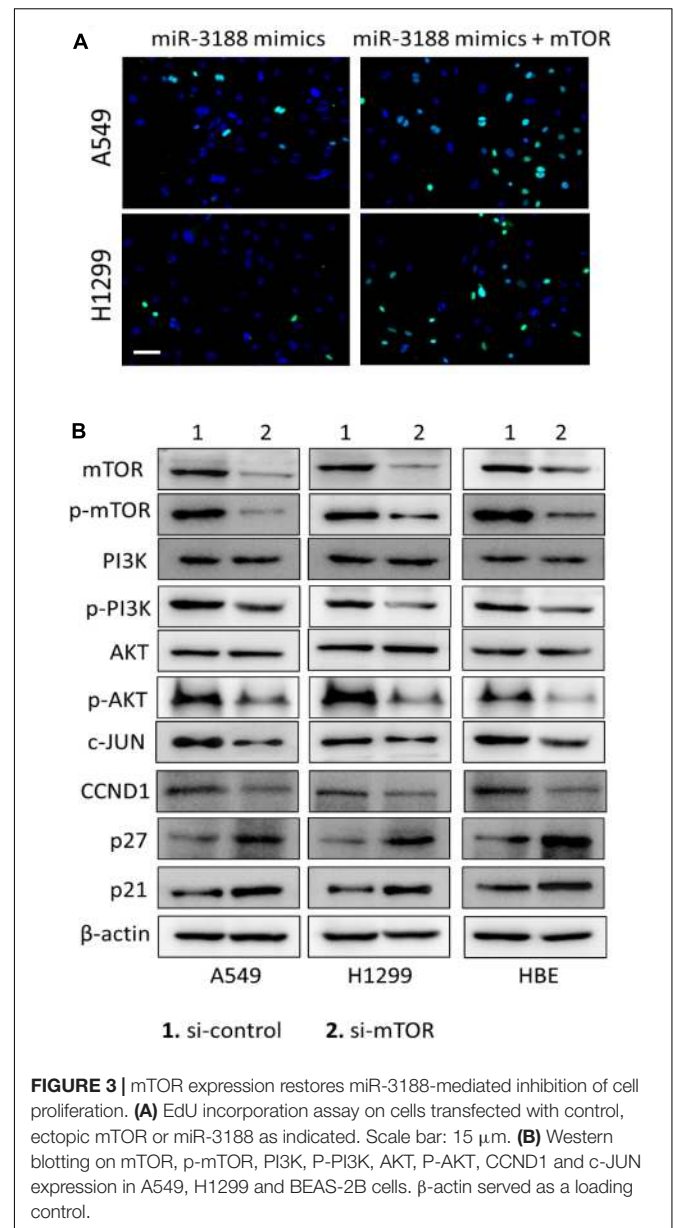 A
miR-3188 mimics
miR-3188 mimics + mTOR
A549
H1299
B
1 2 1 2 1 2
mTOR
p-mTOR
PI3K
p-PI3K
AKT
p-AKT
c-JUN
CCND1
p27
p21
β-actin
A549 H1299 HBE
1. si-control 2. si-mTOR
FIGURE 3 | mTOR expression restores miR-3188-mediated inhibition of cell
proliferation. (A) EdU incorporation assay on cells transfected with control,
ectopic mTOR or miR-3188 as indicated. Scale bar: 15 μm. (B) Western
blotting on mTOR, p-mTOR, PI3K, P-PI3K, AKT, P-AKT, CCND1 and c-JUN
expression in A549, H1299 and BEAS-2B cells. β-actin served as a loading
control.